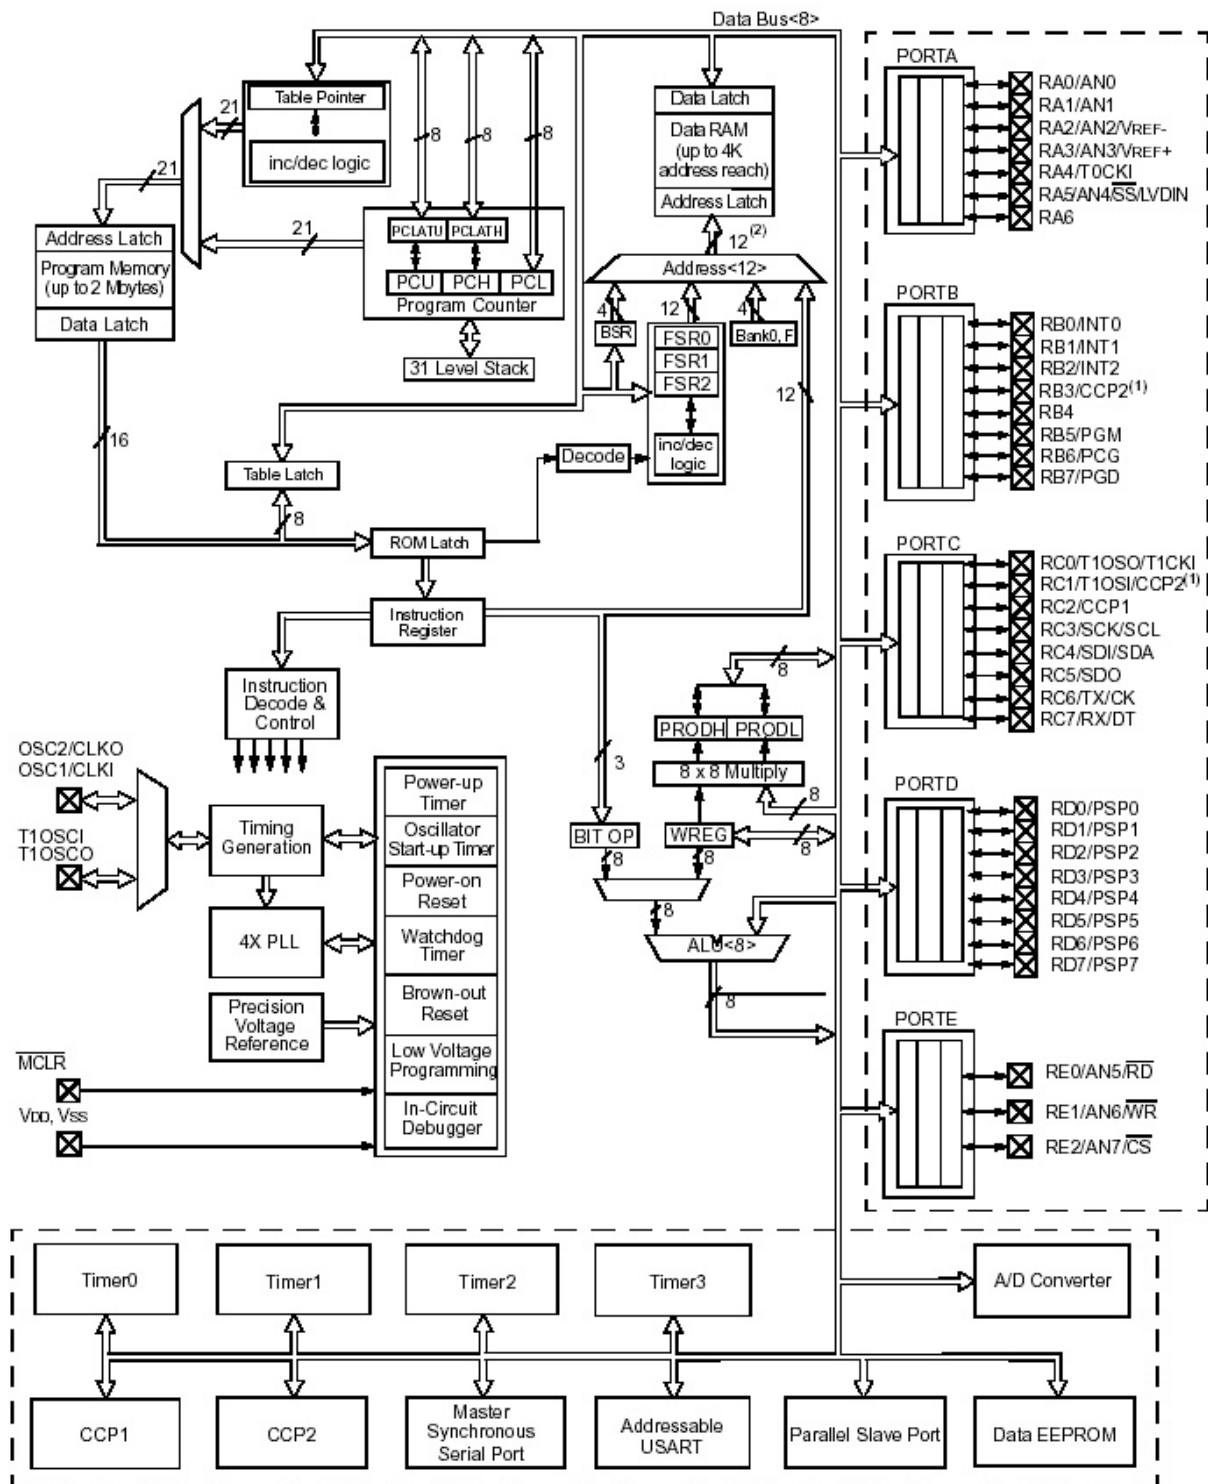 Data Bus<8>
Table Pointer
inc/dec logic
21
21
21
8
8
8
Address Latch
Program Memory
(up to 2 Mbytes)
Data Latch
PCLATU
PCLATH
PCU
PCH
PCL
Program Counter
31 Level Stack
Data Latch
Data RAM
(up to 4K
address reach)
Address Latch
12(2)
Address<12>
4
12
4
BSR
FSR0
FSR1
FSR2
Bank0, F
12
inc/dec
logic
Decode
16
Table Latch
8
ROM Latch
Instruction
Register
Instruction
Decode &
Control
OSC2/CLKO
OSC1/CLKI
T1OSCI
T1OSCO
Timing
Generation
4X PLL
Precision
Voltage
Reference
MCLR
VDD, VSS
Power-up
Timer
Oscillator
Start-up Timer
Power-on
Reset
Watchdog
Timer
Brown-out
Reset
Low Voltage
Programming
In-Circuit
Debugger
8
PRODH
PRODL
8 x 8 Multiply
3
8
BIT OP
WREG
8
8
8
8
ALU<8>
8
PORTA
RA0/AN0
RA1/AN1
RA2/AN2/VREF-
RA3/AN3/VREF+
RA4/T0CKI
RA5/AN4/SS/LVDIN
RA6
PORTB
RB0/INT0
RB1/INT1
RB2/INT2
RB3/CCP2(1)
RB4
RB5/PGM
RB6/PCG
RB7/PGD
PORTC
RC0/T1OSO/T1CKI
RC1/T1OSI/CCP2(1)
RC2/CCP1
RC3/SCK/SCL
RC4/SDI/SDA
RC5/SDO
RC6/TX/CK
RC7/RX/DT
PORTD
RD0/PSP0
RD1/PSP1
RD2/PSP2
RD3/PSP3
RD4/PSP4
RD5/PSP5
RD6/PSP6
RD7/PSP7
PORTE
RE0/AN5/RD
RE1/AN6/WR
RE2/AN7/CS
Timer0
Timer1
Timer2
Timer3
A/D Converter
CCP1
CCP2
Master
Synchronous
Serial Port
Addressable
USART
Parallel Slave Port
Data EEPROM